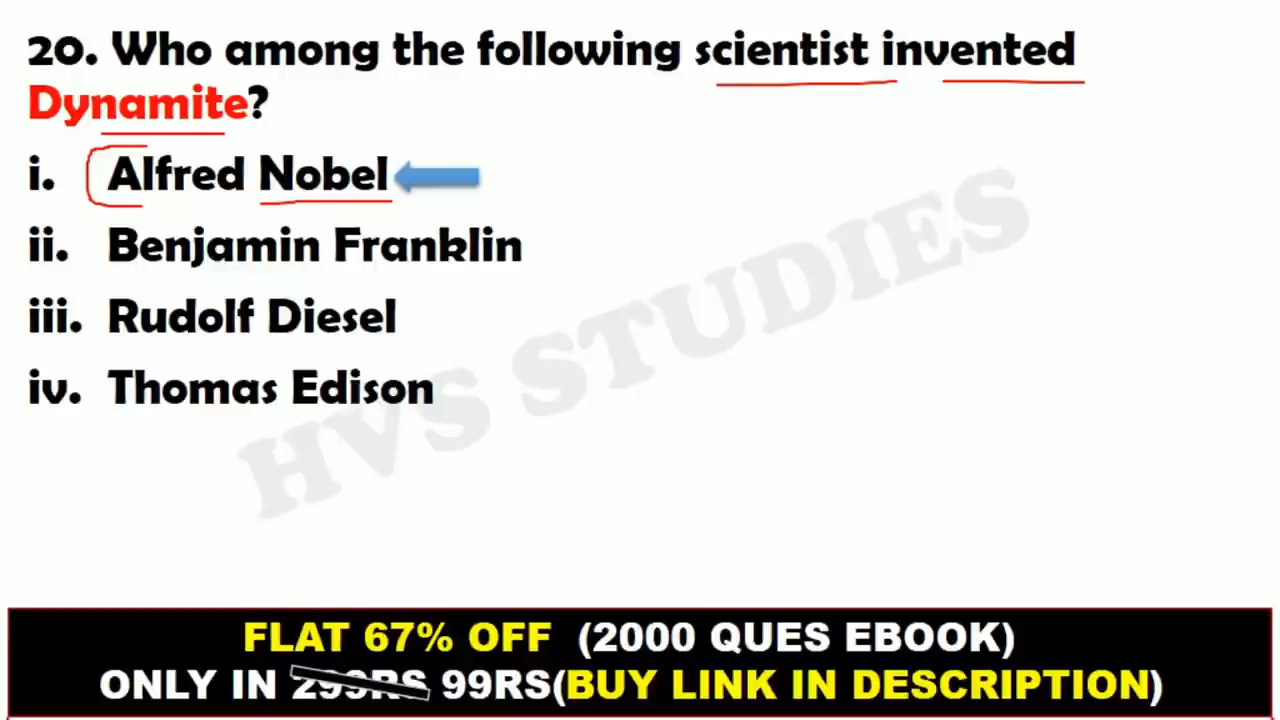 20. Who among the following scientist invented
Dynamite?
i. Alfred Nobel
ii. Benjamin Franklin
iii. Rudolf Diesel
iv. Thomas Edison
HVS STUDIES
FLAT 67% OFF (2000 QUES EBOOK)
ONLY IN 299RS 99RS(BUY LINK IN DESCRIPTION)